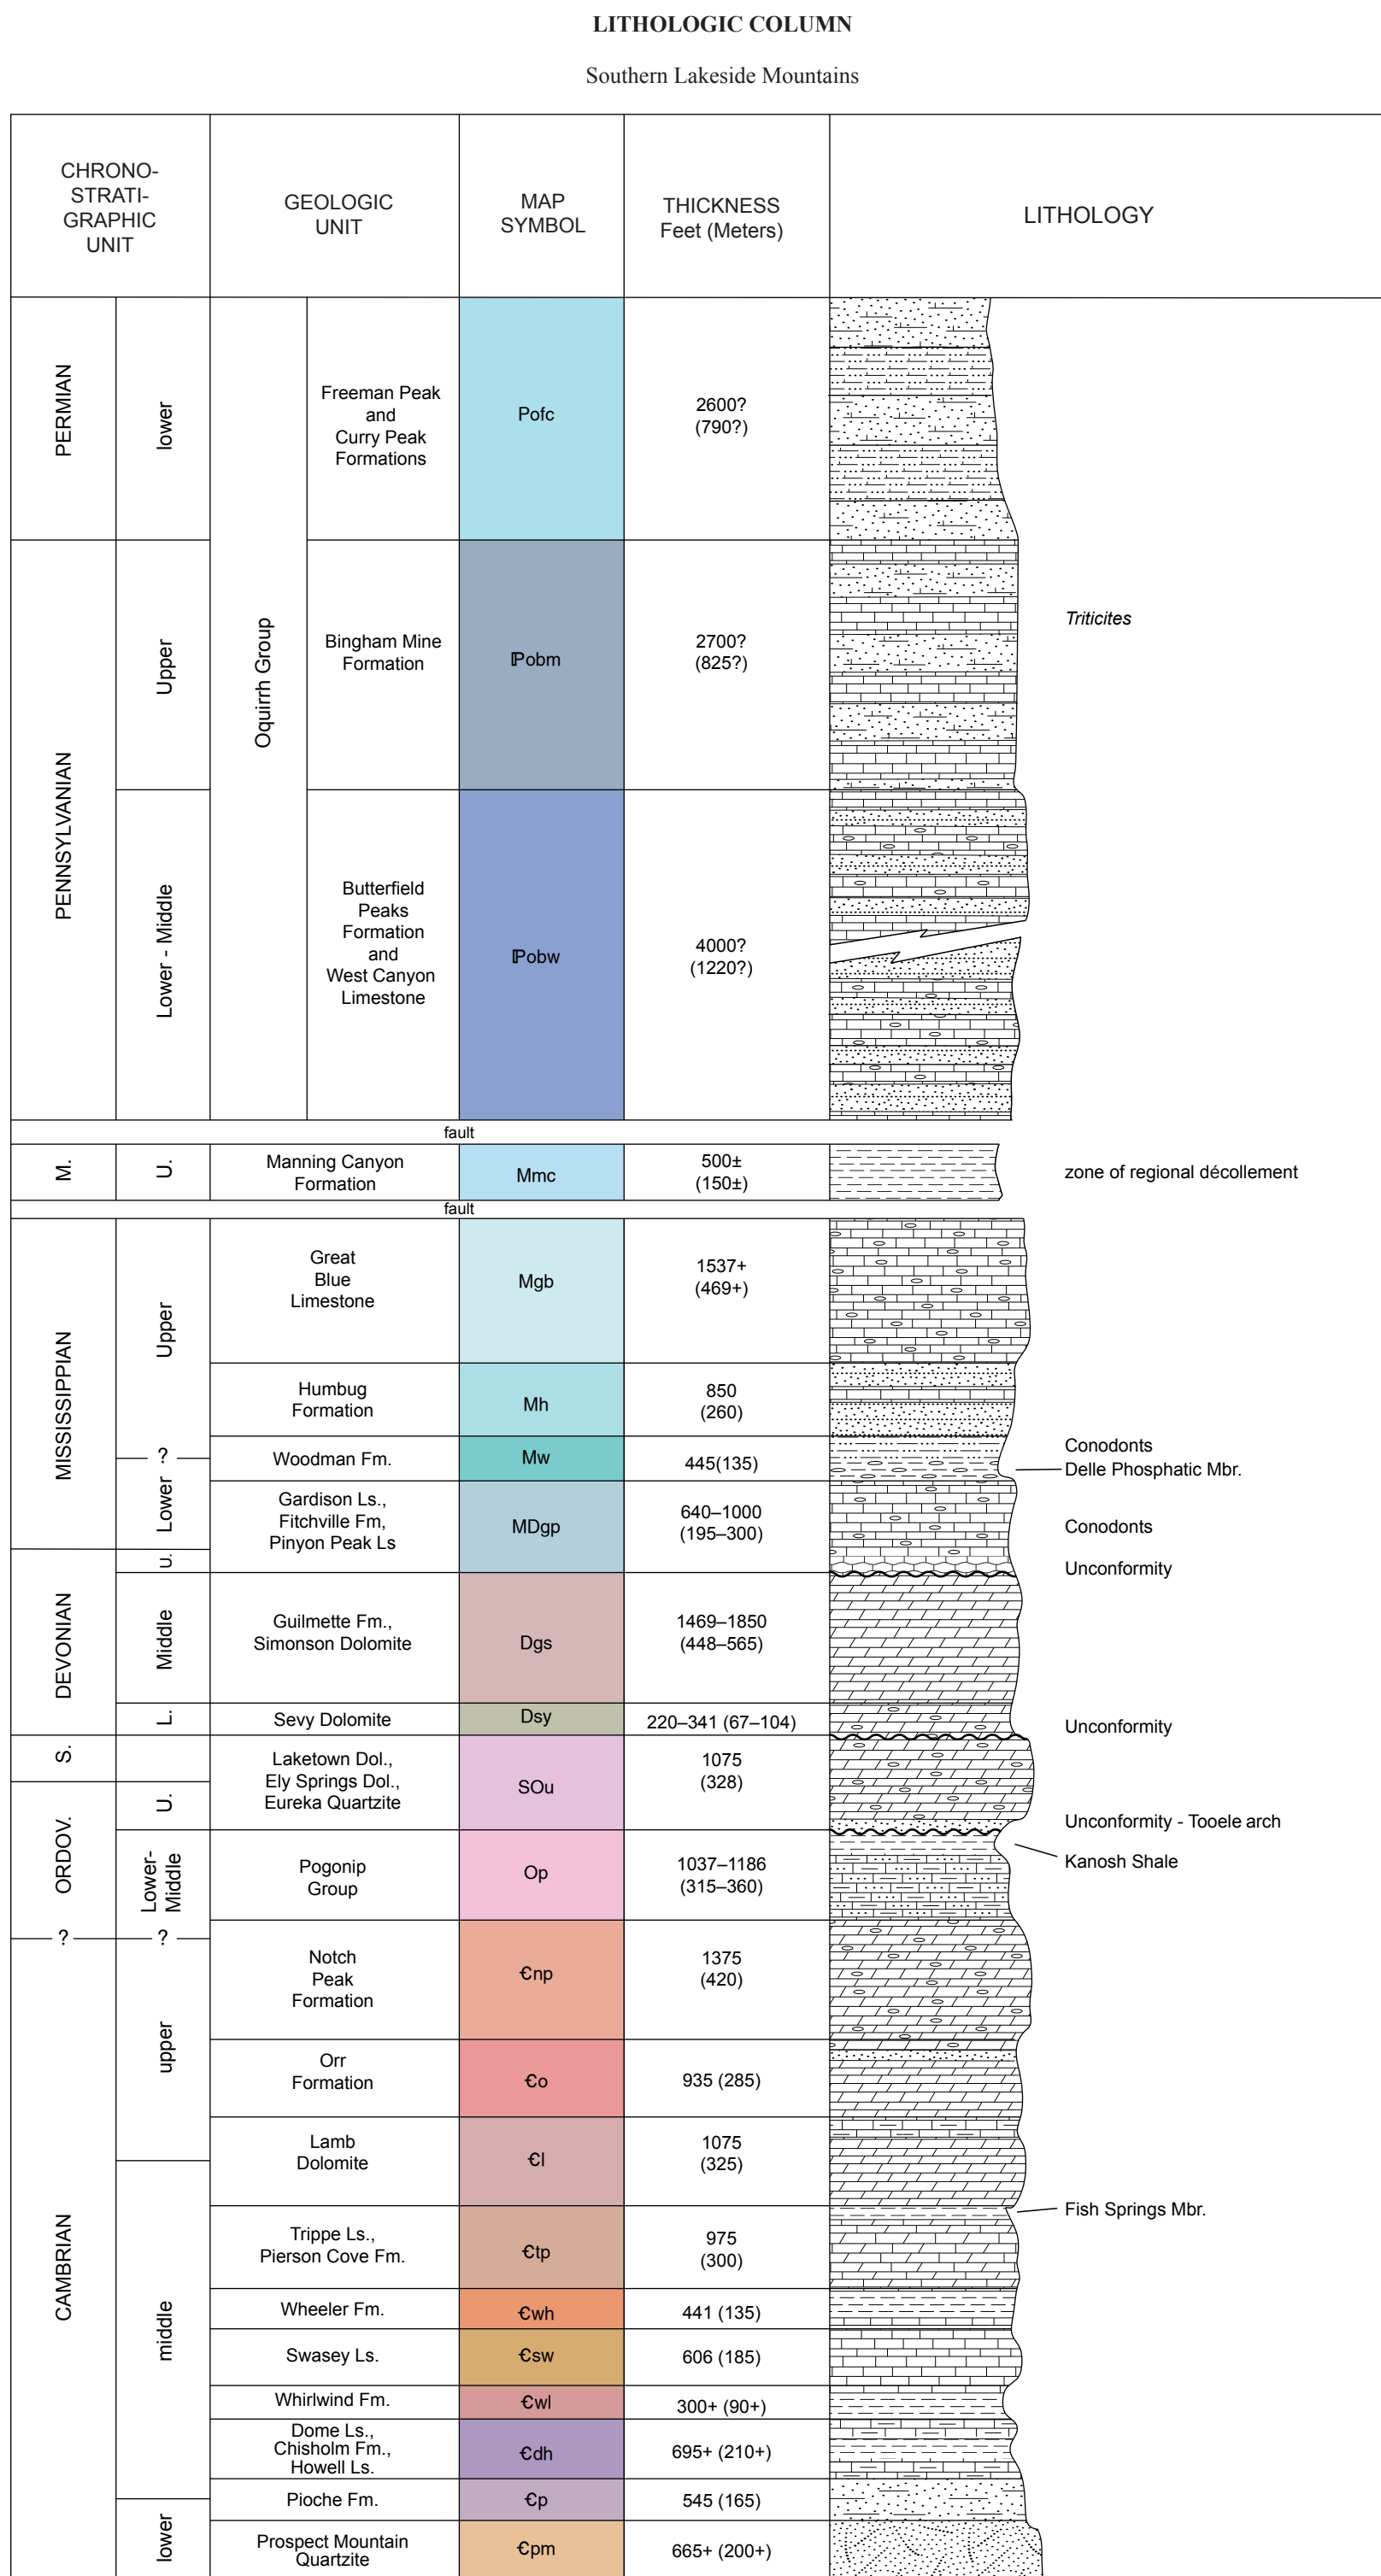 LITHOLOGIC COLUMN
Southern Lakeside Mountains
CHRONO-
STRATI-
GRAPHIC
UNIT
GEOLOGIC
UNIT
MAP
SYMBOL
THICKNESS
Feet (Meters)
LITHOLOGY
PERMIAN
lower
Oquirrh Group
Freeman Peak
and
Curry Peak
Formations
Pofc
2600?
(790?)
PENNSYLVANIAN
Upper
Bingham Mine
Formation
ℙobm
2700?
(825?)
Triticites
Lower - Middle
Butterfield
Peaks
Formation
and
West Canyon
Limestone
ℙobw
4000?
(1220?)
fault
M.
U.
Manning Canyon
Formation
Mmc
500±
(150±)
zone of regional décollement
fault
MISSISSIPPIAN
Upper
Great
Blue
Limestone
Mgb
1537+
(469+)
Humbug
Formation
Mh
850
(260)
?
Woodman Fm.
Mw
445(135)
Conodonts
Delle Phosphatic Mbr.
Lower
Gardison Ls.,
Fitchville Fm,
Pinyon Peak Ls
MDgp
640–1000
(195–300)
Conodonts
U.
Unconformity
DEVONIAN
Middle
Guilmette Fm.,
Simonson Dolomite
Dgs
1469–1850
(448–565)
L.
Sevy Dolomite
Dsy
220–341 (67–104)
Unconformity
S.
Laketown Dol.,
Ely Springs Dol.,
Eureka Quartzite
SOu
1075
(328)
ORDOV.
U.
Unconformity - Tooele arch
Lower-
Middle
Pogonip
Group
Op
1037–1186
(315–360)
Kanosh Shale
?
?
CAMBRIAN
upper
Notch
Peak
Formation
Єnp
1375
(420)
Orr
Formation
Єo
935 (285)
Lamb
Dolomite
Єl
1075
(325)
middle
Trippe Ls.,
Pierson Cove Fm.
Єtp
975
(300)
Fish Springs Mbr.
Wheeler Fm.
Єwh
441 (135)
Swasey Ls.
Єsw
606 (185)
Whirlwind Fm.
Єwl
300+ (90+)
Dome Ls.,
Chisholm Fm.,
Howell Ls.
Єdh
695+ (210+)
Pioche Fm.
Єp
545 (165)
lower
Prospect Mountain
Quartzite
Єpm
665+ (200+)